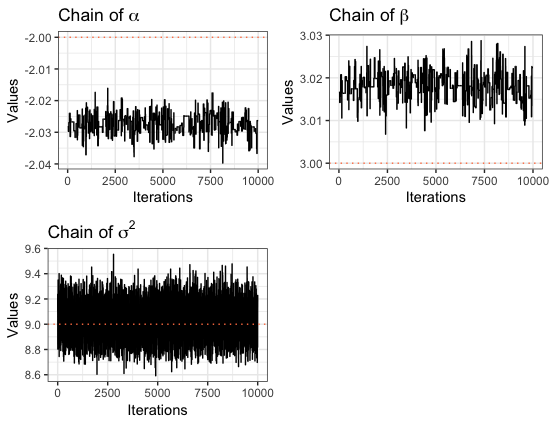 Chain of α
-2.00
-2.01
-2.02
-2.03
-2.04
Values
0 2500 5000 7500 10000
Iterations
Chain of β
3.03
3.02
3.01
3.00
Values
0 2500 5000 7500 10000
Iterations
Chain of σ²
9.6
9.4
9.2
9.0
8.8
8.6
Values
0 2500 5000 7500 10000
Iterations